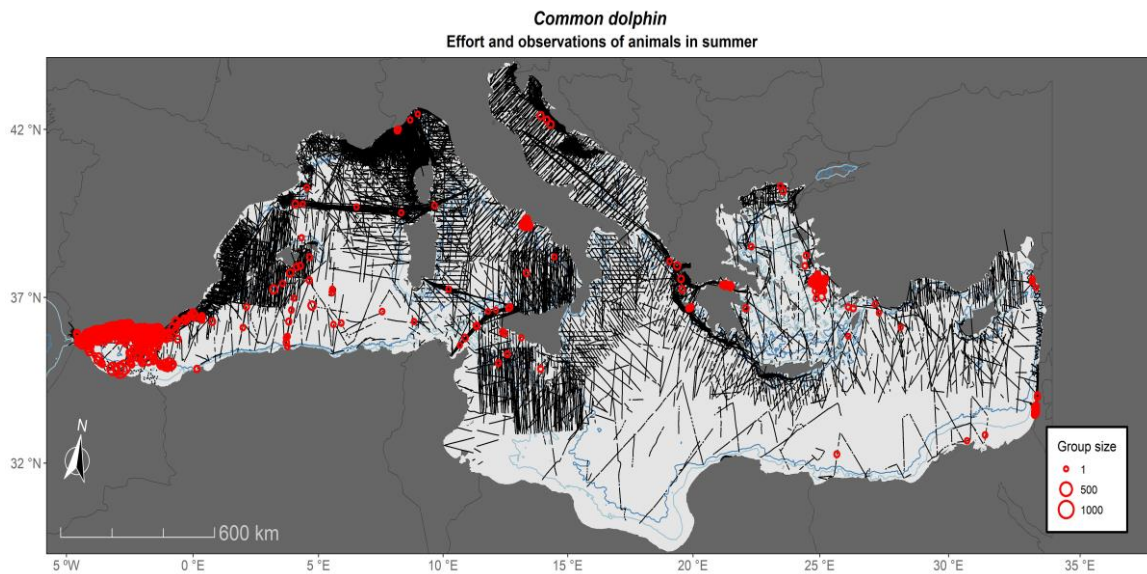 Common dolphin
Effort and observations of animals in summer
42 °N
37 °N
32 °N
N
600 km
Group size
1
500
1000
5 °W
0 °E
5 °E
10 °E
15 °E
20 °E
25 °E
30 °E
35 °E